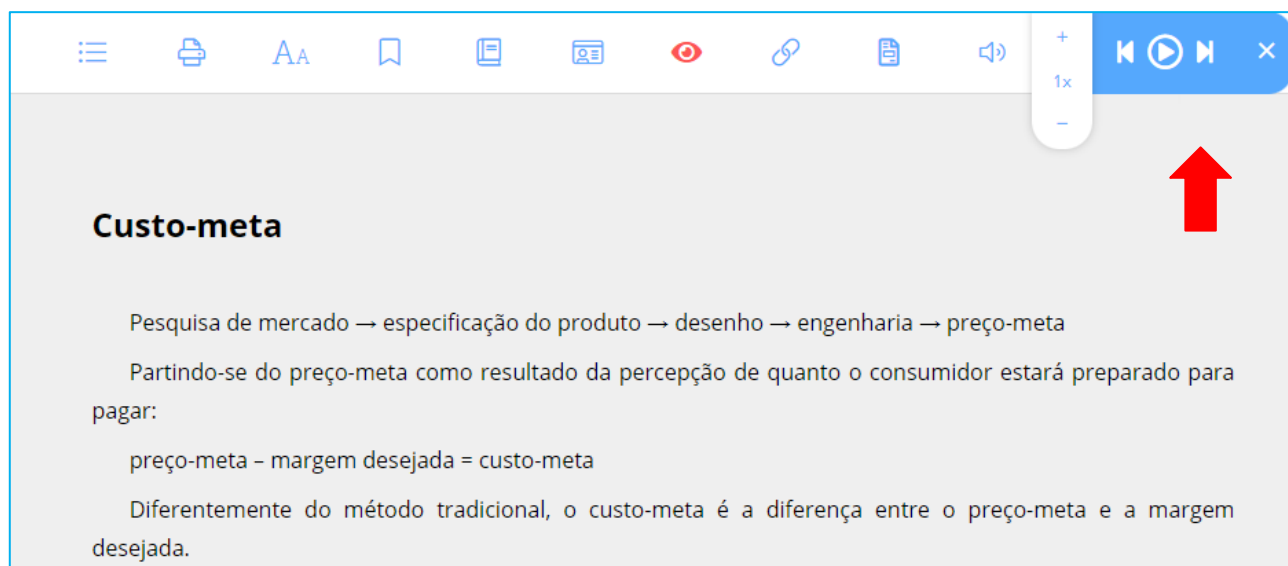 AA
+
1x
–
Custo-meta
Pesquisa de mercado → especificação do produto → desenho → engenharia → preço-meta
Partindo-se do preço-meta como resultado da percepção de quanto o consumidor estará preparado para
pagar:
preço-meta – margem desejada = custo-meta
Diferentemente do método tradicional, o custo-meta é a diferença entre o preço-meta e a margem
desejada.